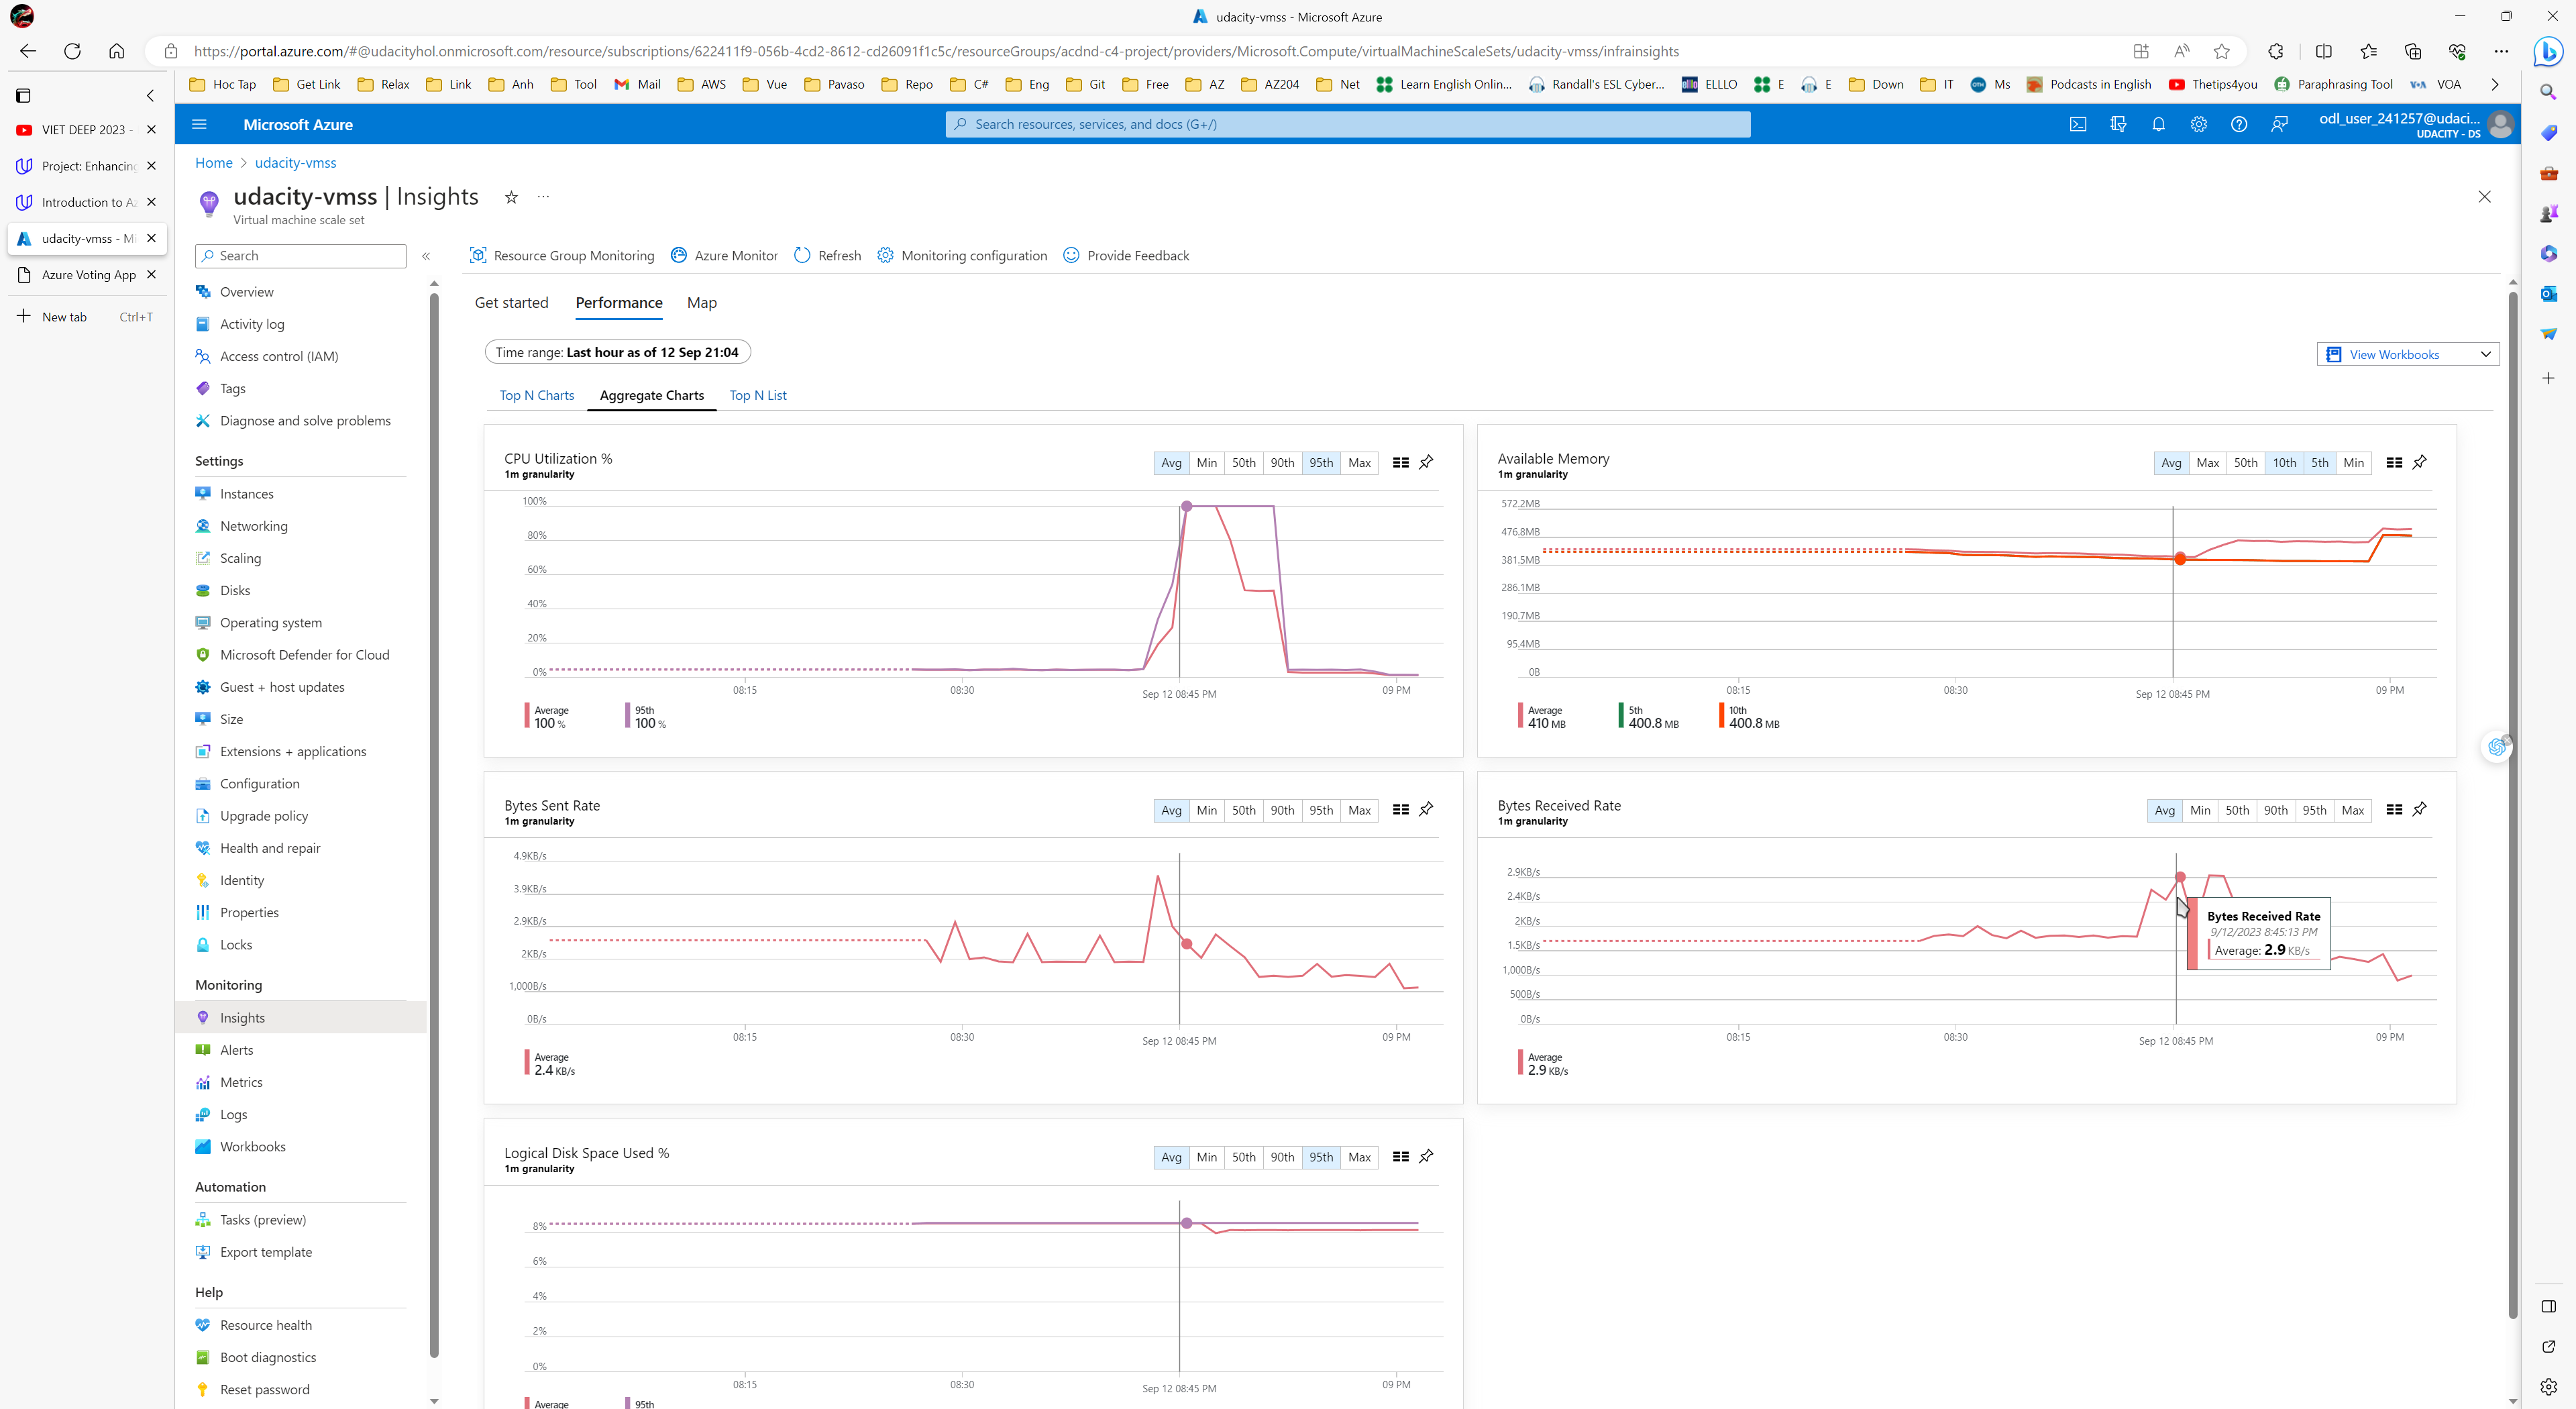 udacity-vmss - Microsoft Azure
https://portal.azure.com/#@udacityhol.onmicrosoft.com/resource/subscriptions/622411f9-056b-4cd2-8612-cd26091f1c5c/resourceGroups/acdnd-c4-project/providers/Microsoft.Compute/virtualMachineScaleSets/udacity-vmss/infrainsights
Hoc Tap Get Link Relax Link Anh Tool Mail AWS Vue Pavaso Repo C# Eng Git Free AZ AZ204 Net Learn English Onlin... Randall's ESL Cyber... ELLLO E E Down IT Ms Podcasts in English Thetips4you Paraphrasing Tool VOA
VIET DEEP 2023 -
Project: Enhancing
Introduction to Az
udacity-vmss - Mi
Azure Voting App
New tab Ctrl+T
Microsoft Azure
Search resources, services, and docs (G+/)
odl_user_241257@udaci...
UDACITY - DS
Home > udacity-vmss
udacity-vmss | Insights
Virtual machine scale set
Search
Overview
Activity log
Access control (IAM)
Tags
Diagnose and solve problems
Settings
Instances
Networking
Scaling
Disks
Operating system
Microsoft Defender for Cloud
Guest + host updates
Size
Extensions + applications
Configuration
Upgrade policy
Health and repair
Identity
Properties
Locks
Monitoring
Insights
Alerts
Metrics
Logs
Workbooks
Automation
Tasks (preview)
Export template
Help
Resource health
Boot diagnostics
Reset password
Resource Group Monitoring Azure Monitor Refresh Monitoring configuration Provide Feedback
Get started Performance Map
Time range: Last hour as of 12 Sep 21:04
View Workbooks
Top N Charts Aggregate Charts Top N List
CPU Utilization %
1m granularity
Avg Min 50th 90th 95th Max
100%
80%
60%
40%
20%
0%
08:15 08:30 Sep 12 08:45 PM 09 PM
Average 95th
100 % 100 %
Available Memory
1m granularity
Avg Max 50th 10th 5th Min
572.2MB
476.8MB
381.5MB
286.1MB
190.7MB
95.4MB
0B
08:15 08:30 Sep 12 08:45 PM 09 PM
Average 5th 10th
410 MB 400.8 MB 400.8 MB
Bytes Sent Rate
1m granularity
Avg Min 50th 90th 95th Max
4.9KB/s
3.9KB/s
2.9KB/s
2KB/s
1,000B/s
0B/s
08:15 08:30 Sep 12 08:45 PM 09 PM
Average
2.4 KB/s
Bytes Received Rate
1m granularity
Avg Min 50th 90th 95th Max
2.9KB/s
2.4KB/s
2KB/s
1.5KB/s
1,000B/s
500B/s
0B/s
Bytes Received Rate
9/12/2023 8:45:13 PM
Average: 2.9 KB/s
08:15 08:30 Sep 12 08:45 PM 09 PM
Average
2.9 KB/s
Logical Disk Space Used %
1m granularity
Avg Min 50th 90th 95th Max
8%
6%
4%
2%
0%
08:15 08:30 Sep 12 08:45 PM 09 PM
Average 95th